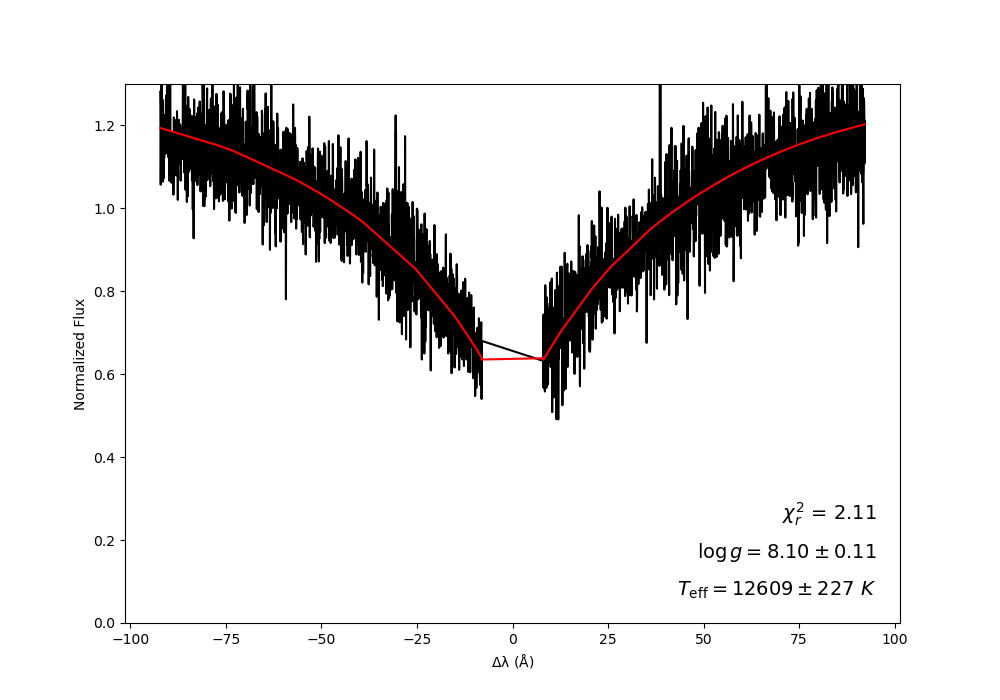 1.2
1.0
0.8
0.6
0.4
0.2
0.0
Normalized Flux
χ²ᵣ = 2.11
log g = 8.10 ± 0.11
T_eff = 12609 ± 227 K
−100 −75 −50 −25 0 25 50 75 100
Δλ (Å)